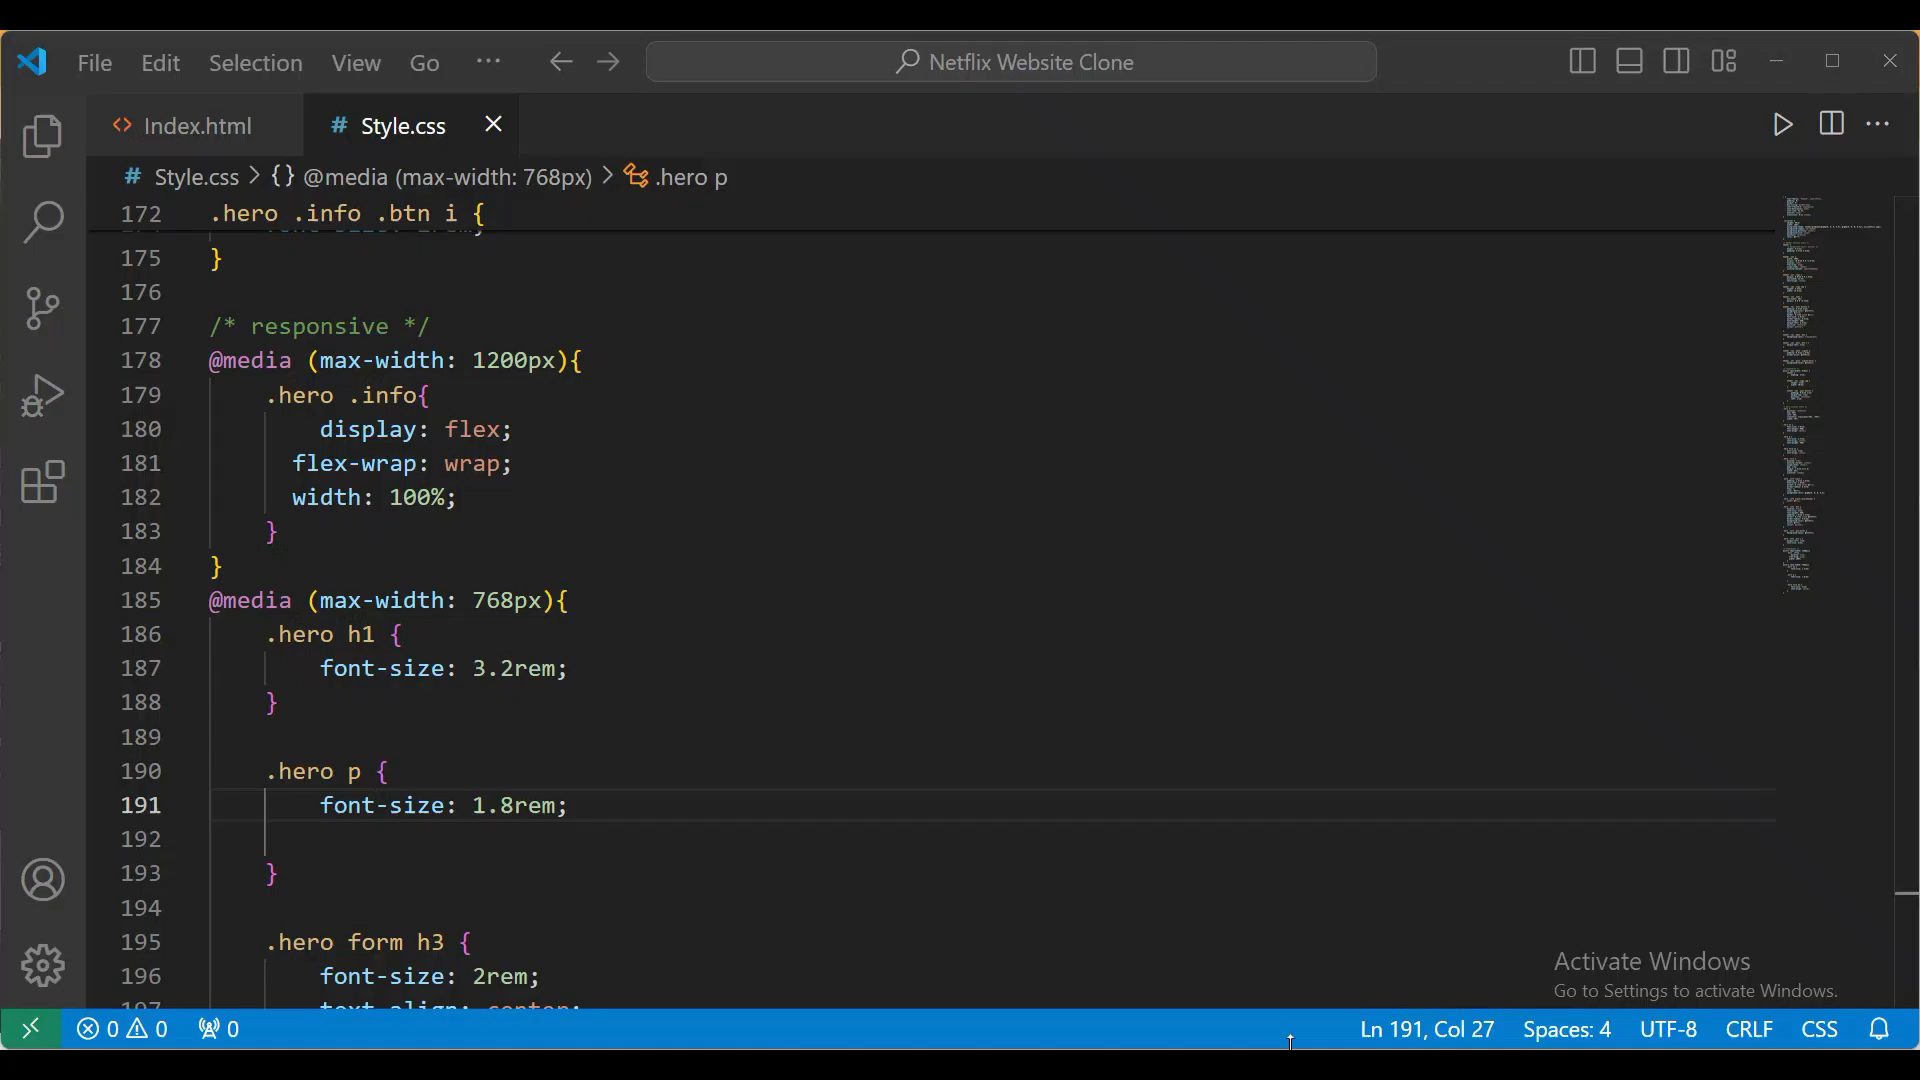 File Edit Selection View Go ··· Netflix Website Clone
Index.html # Style.css
# Style.css > {} @media (max-width: 768px) > .hero p
172 .hero .info .btn i {
175 }
176
177 /* responsive */
178 @media (max-width: 1200px){
179 .hero .info{
180 display: flex;
181 flex-wrap: wrap;
182 width: 100%;
183 }
184 }
185 @media (max-width: 768px){
186 .hero h1 {
187 font-size: 3.2rem;
188 }
189
190 .hero p {
191 font-size: 1.8rem;
192
193 }
194
195 .hero form h3 {
196 font-size: 2rem;
197 text-align: center;
Activate Windows
Go to Settings to activate Windows.
0 0 0 Ln 191, Col 27 Spaces: 4 UTF-8 CRLF CSS